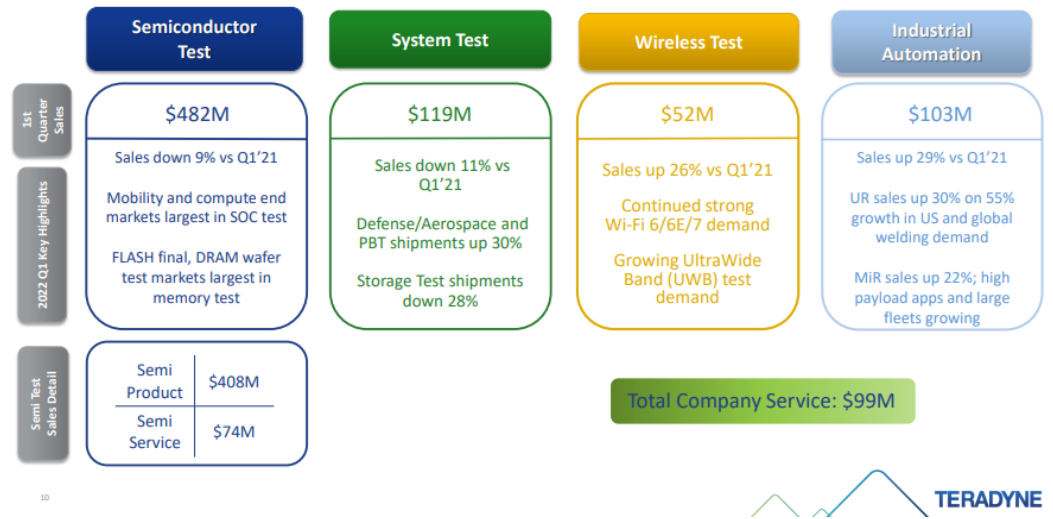 Semiconductor
Test
System Test
Wireless Test
Industrial
Automation
1st
Quarter
Sales
$482M
$119M
$52M
$103M
2022 Q1 Key Highlights
Sales down 9% vs Q1'21
Mobility and compute end
markets largest in SOC test
FLASH final, DRAM wafer
test markets largest in
memory test
Sales down 11% vs
Q1'21
Defense/Aerospace and
PBT shipments up 30%
Storage Test shipments
down 28%
Sales up 26% vs Q1'21
Continued strong
Wi-Fi 6/6E/7 demand
Growing UltraWide
Band (UWB) test
demand
Sales up 29% vs Q1'21
UR sales up 30% on 55%
growth in US and global
welding demand
MiR sales up 22%; high
payload apps and large
fleets growing
Semi Test
Sales Detail
Semi
Product
$408M
Semi
Service
$74M
Total Company Service: $99M
10
TERADYNE